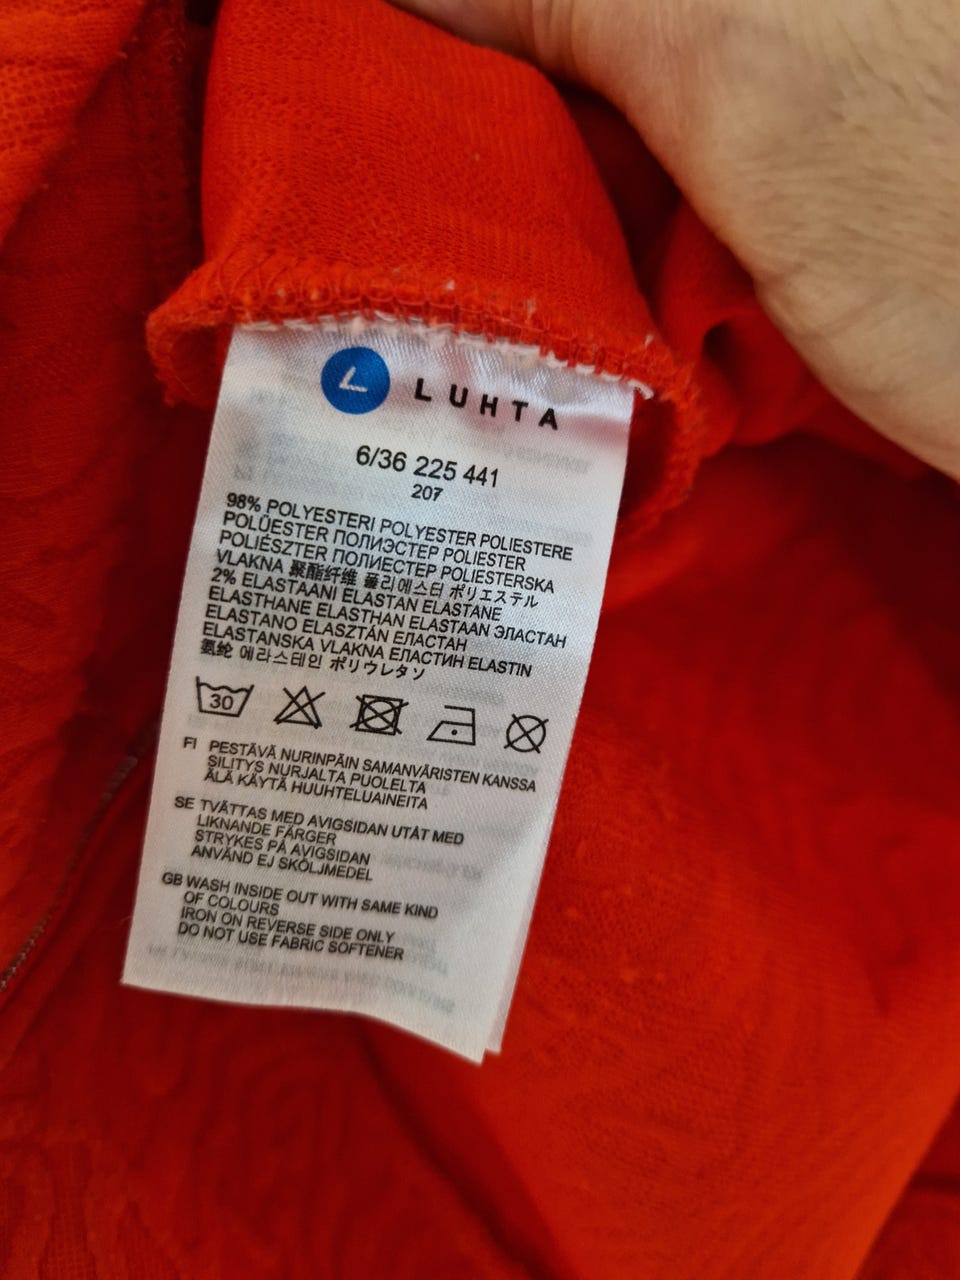 LUHTA
6/36 225 441
207
98% POLYESTERI POLYESTER POLIESTERE
POLÜESTER ПОЛИЭСТЕР POLIESTER
POLIÉSZTER ПОЛИЕСТЕР POLIESTERSKA
VLAKNA 聚酯纤维 폴리에스터 ポリエステル
2% ELASTAANI ELASTAN ELASTANE
ELASTHANE ELASTHAN ELASTAAN ЭЛАСТАН
ELASTANO ELASZTÁN ЕЛАСТАН
ELASTANSKA VLAKNA ЕЛАСТИН ELASTIN
氨纶 에라스테인 ポリウレタン
30
FI PESTÄVÄ NURINPÄIN SAMANVÄRISTEN KANSSA
SILITYS NURJALTA PUOLELTA
ÄLÄ KÄYTÄ HUUHTELUAINEITA
SE TVÄTTAS MED AVIGSIDAN UTÅT MED
LIKNANDE FÄRGER
STRYKES PÅ AVIGSIDAN
ANVÄND EJ SKÖLJMEDEL
GB WASH INSIDE OUT WITH SAME KIND
OF COLOURS
IRON ON REVERSE SIDE ONLY
DO NOT USE FABRIC SOFTENER